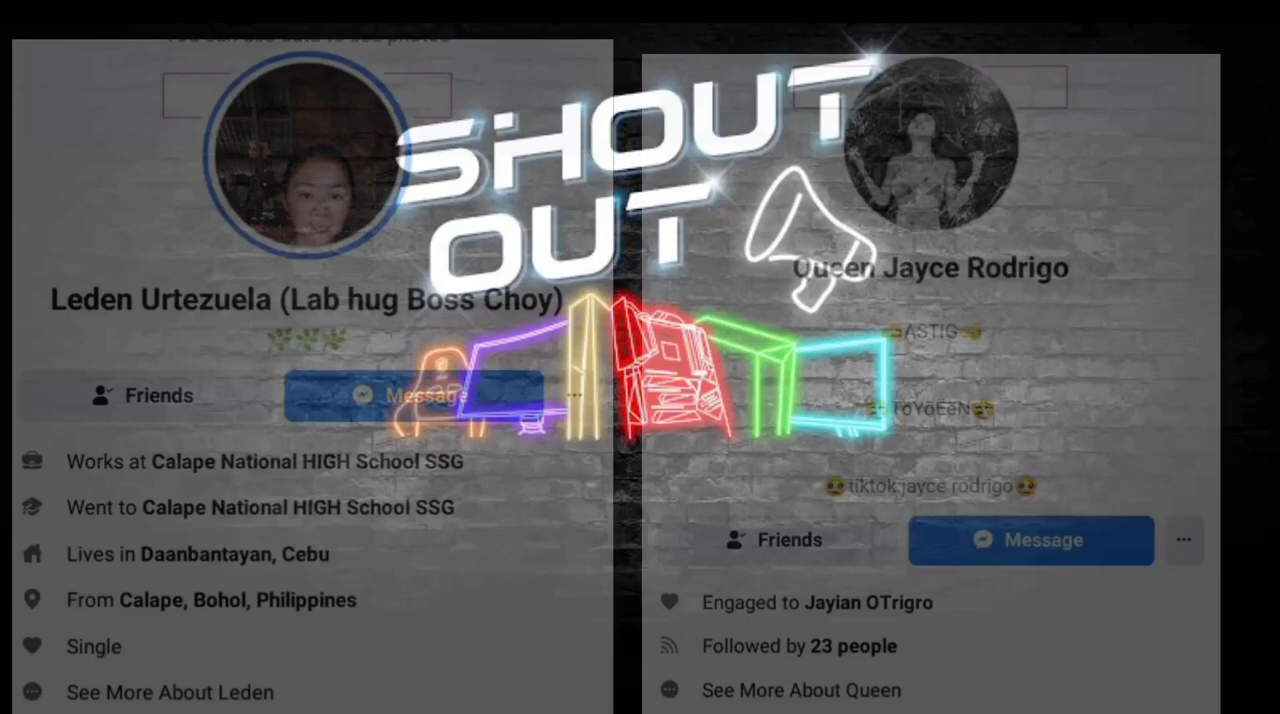 SHOUT
OUT
Leden Urtezuela (Lab hug Boss Choy)
Friends
Message
Works at Calape National HIGH School SSG
Went to Calape National HIGH School SSG
Lives in Daanbantayan, Cebu
From Calape, Bohol, Philippines
Single
See More About Leden
Queen Jayce Rodrigo
ASTIG
ToYöEeN
tiktok:jayce rodrigo
Friends
Message
Engaged to Jayian OTrigro
Followed by 23 people
See More About Queen